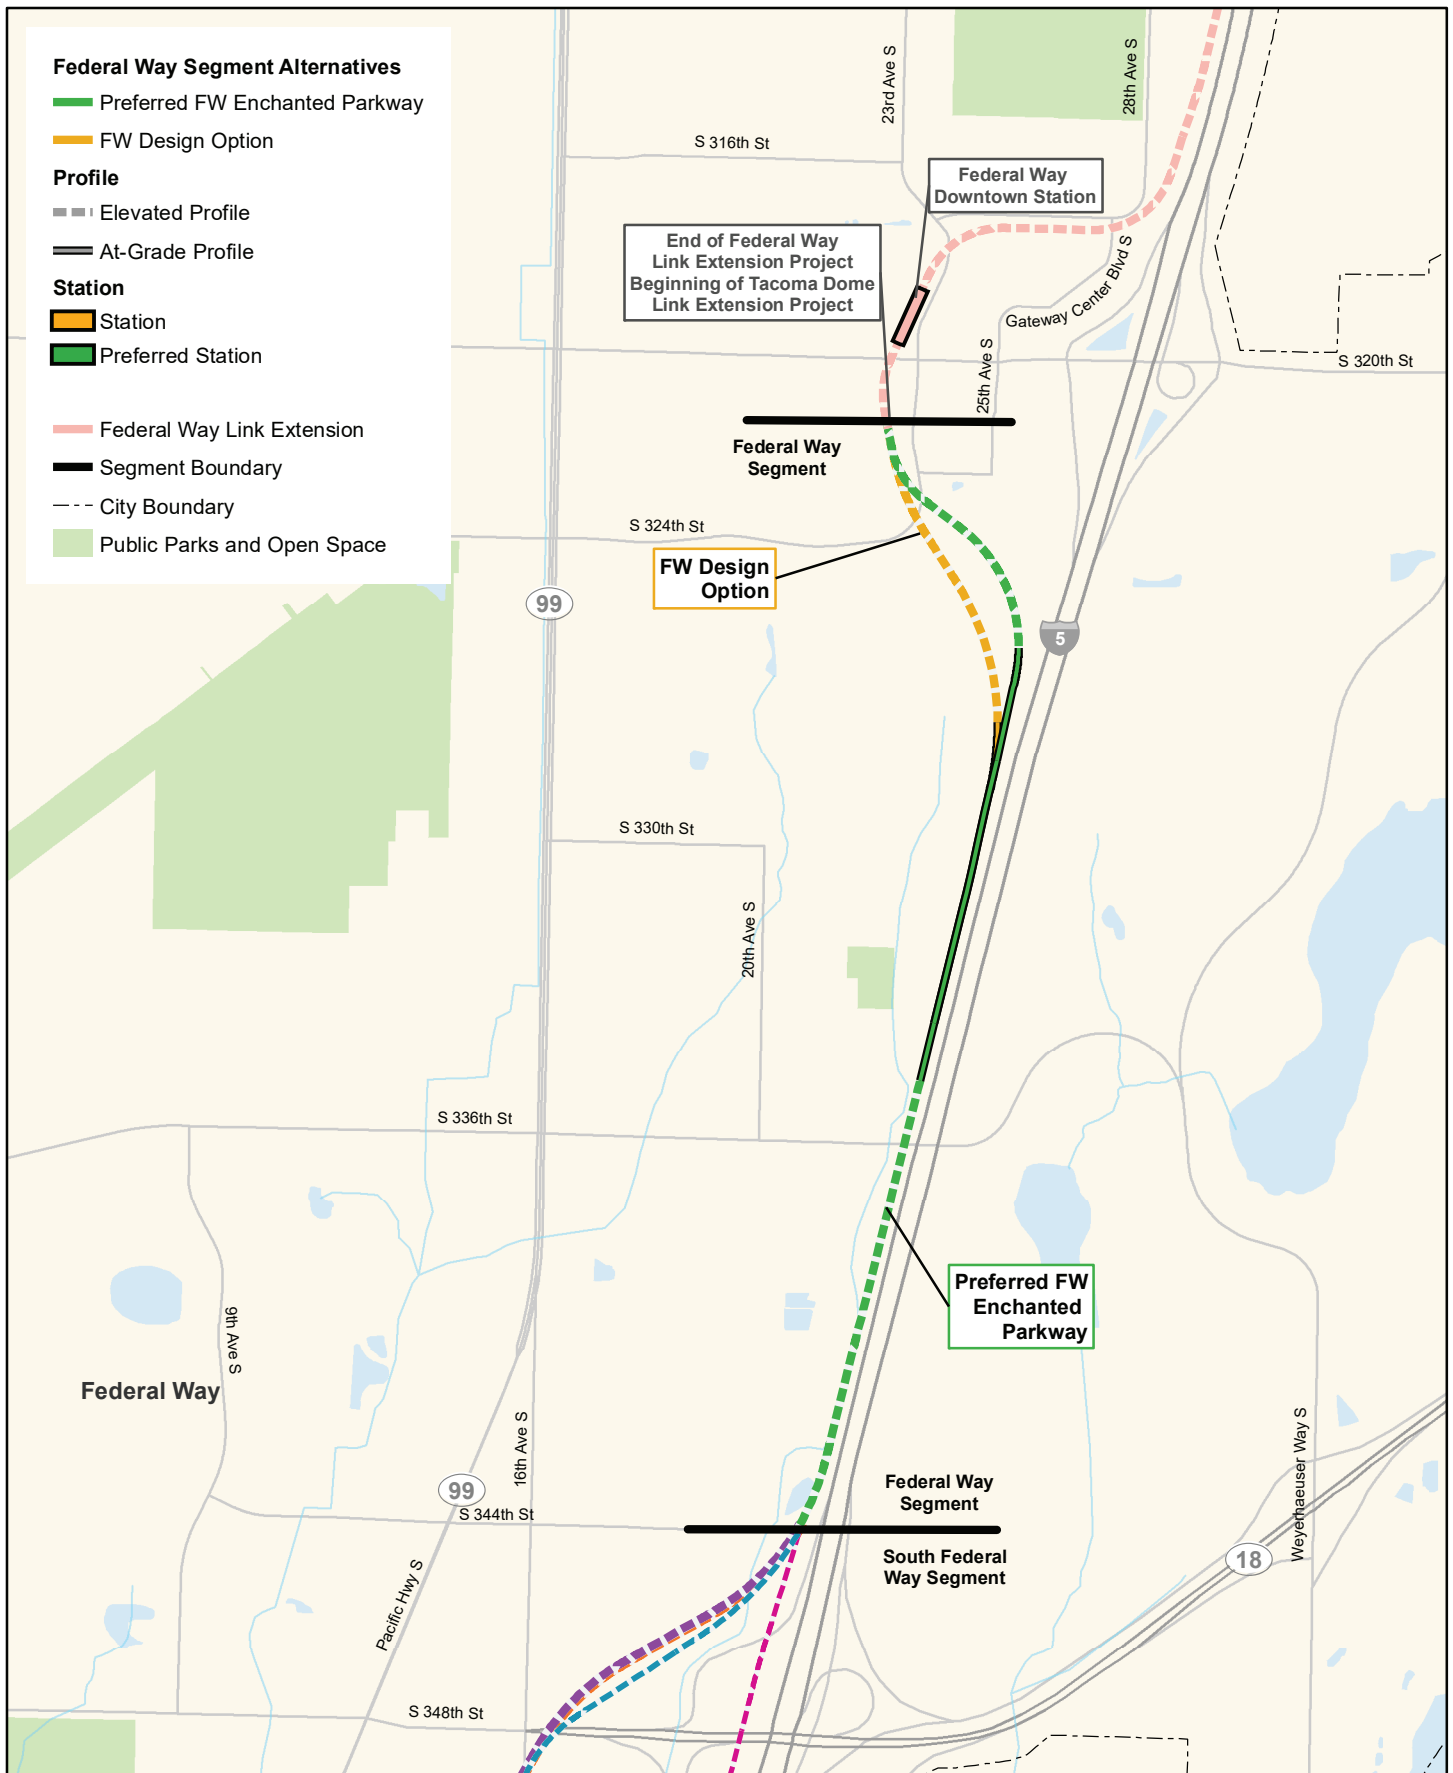 Federal Way Segment Alternatives
Preferred FW Enchanted Parkway
FW Design Option
Profile
Elevated Profile
At-Grade Profile
Station
Station
Preferred Station
Federal Way Link Extension
Segment Boundary
City Boundary
Public Parks and Open Space
23rd Ave S
28th Ave S
S 316th St
Federal Way
Downtown Station
End of Federal Way
Link Extension Project
Beginning of Tacoma Dome
Link Extension Project
Gateway Center Blvd S
25th Ave S
S 320th St
Federal Way
Segment
S 324th St
FW Design
Option
99
5
S 330th St
20th Ave S
S 336th St
Preferred FW
Enchanted
Parkway
9th Ave S
Federal Way
16th Ave S
99
S 344th St
Federal Way
Segment
South Federal
Way Segment
Weyerhaeuser Way S
18
Pacific Hwy S
S 348th St